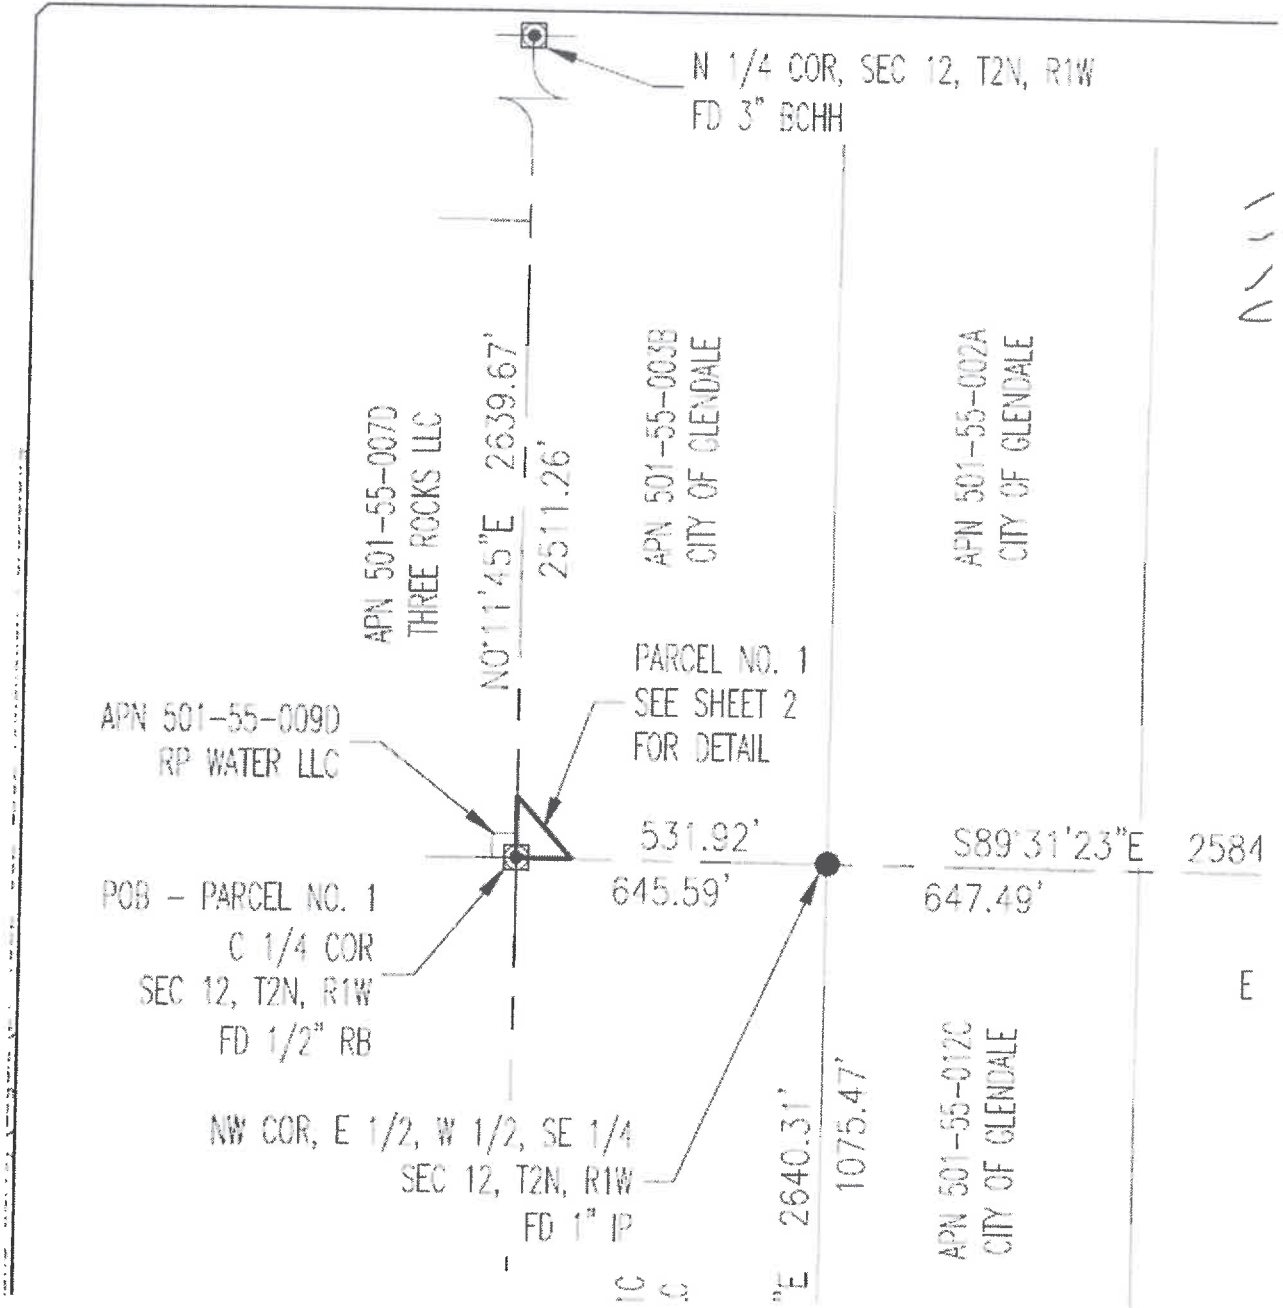 N 1/4 COR, SEC 12, T2N, R1W
FD 3" BCHH
APN 501-55-007D
THREE ROCKS LLC
N0°11'45"E 2639.67'
2511.26'
APN 501-55-003B
CITY OF GLENDALE
APN 501-55-002A
CITY OF GLENDALE
PARCEL NO. 1
SEE SHEET 2
FOR DETAIL
APN 501-55-009D
RP WATER LLC
531.92'
645.59'
S89°31'23"E 2584
647.49'
POB - PARCEL NO. 1
C 1/4 COR
SEC 12, T2N, R1W
FD 1/2" RB
E
NW COR, E 1/2, W 1/2, SE 1/4
SEC 12, T2N, R1W
FD 1" IP
"E 2640.31'
1075.47'
APN 501-55-012C
CITY OF GLENDALE